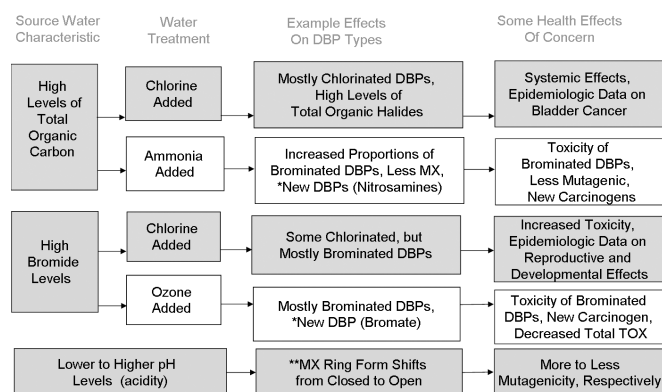 Source Water
Characteristic
Water
Treatment
Example Effects
On DBP Types
Some Health Effects
Of Concern
High
Levels of
Total
Organic
Carbon
Chlorine
Added
Mostly Chlorinated DBPs,
High Levels of
Total Organic Halides
Systemic Effects,
Epidemiologic Data on
Bladder Cancer
Ammonia
Added
Increased Proportions of
Brominated DBPs, Less MX,
*New DBPs (Nitrosamines)
Toxicity of
Brominated DBPs,
Less Mutagenic,
New Carcinogens
High
Bromide
Levels
Chlorine
Added
Some Chlorinated, but
Mostly Brominated DBPs
Increased Toxicity,
Epidemiologic Data on
Reproductive and
Developmental Effects
Ozone
Added
Mostly Brominated DBPs,
*New DBP (Bromate)
Toxicity of Brominated
DBPs, New Carcinogen,
Decreased Total TOX
Lower to Higher pH
Levels (acidity)
**MX Ring Form Shifts
from Closed to Open
More to Less
Mutagenicity, Respectively